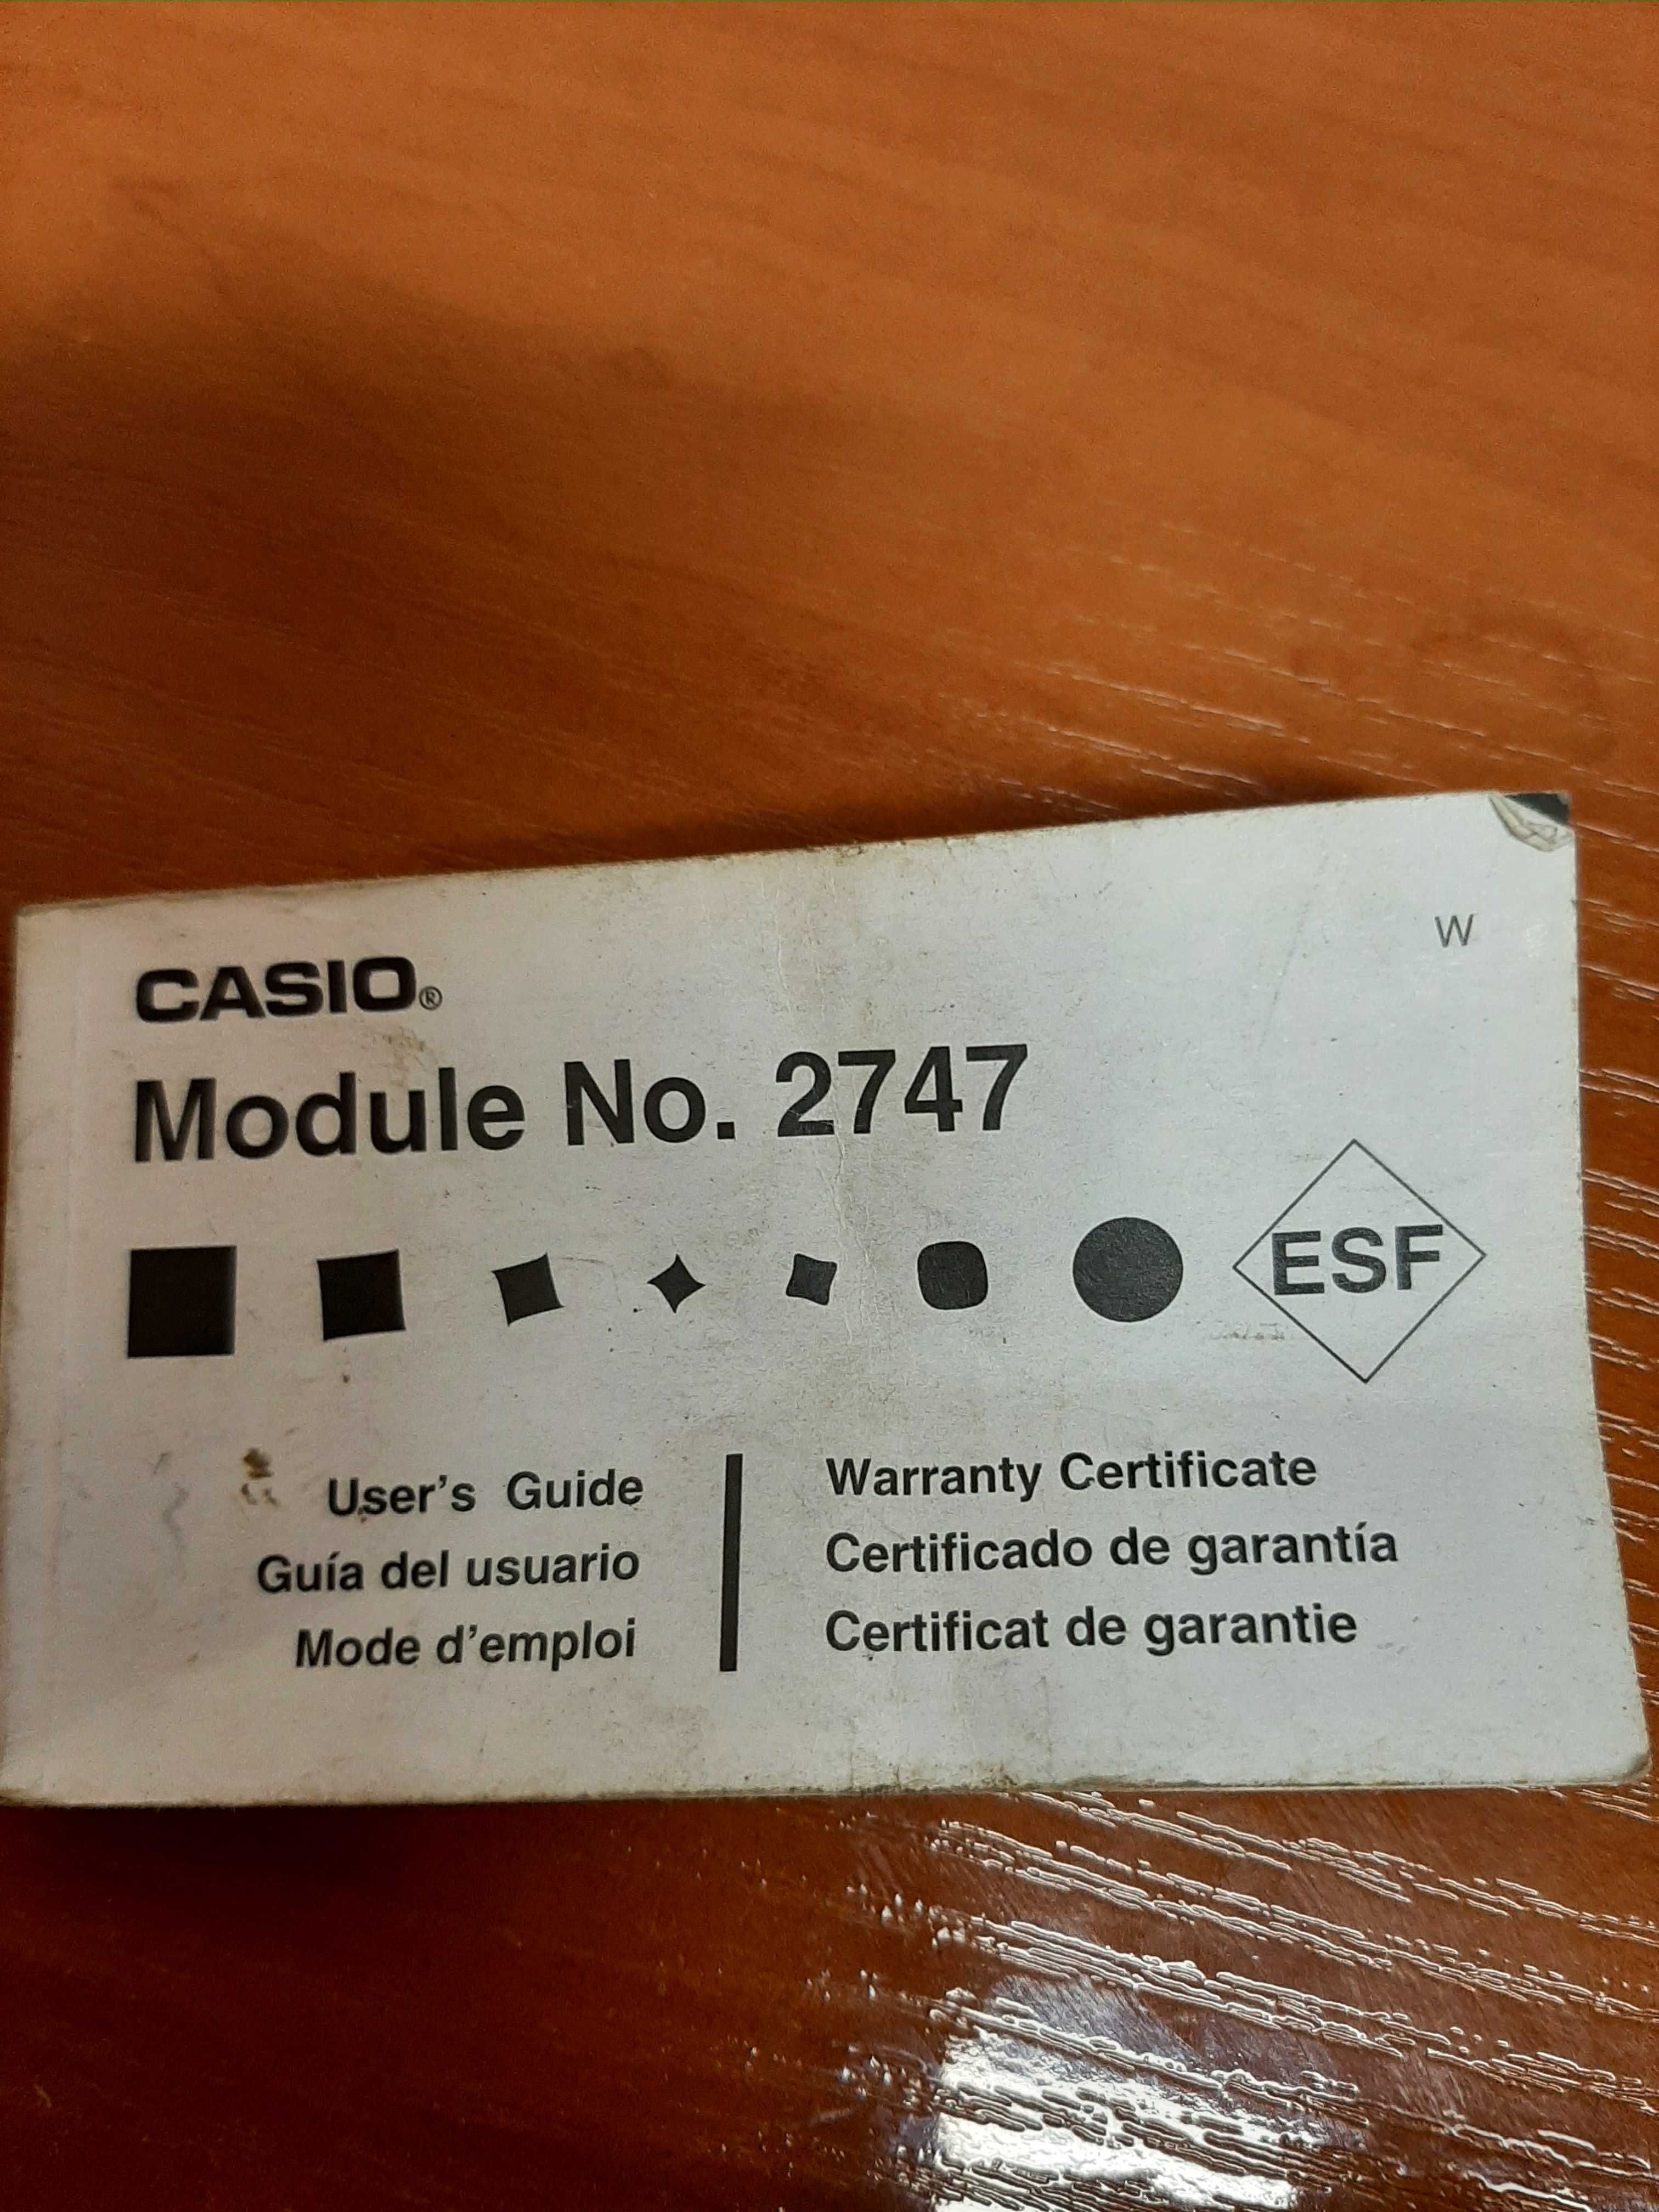 W
CASIO®
Module No. 2747
ESF
User's Guide
Guía del usuario
Mode d'emploi
Warranty Certificate
Certificado de garantía
Certificat de garantie